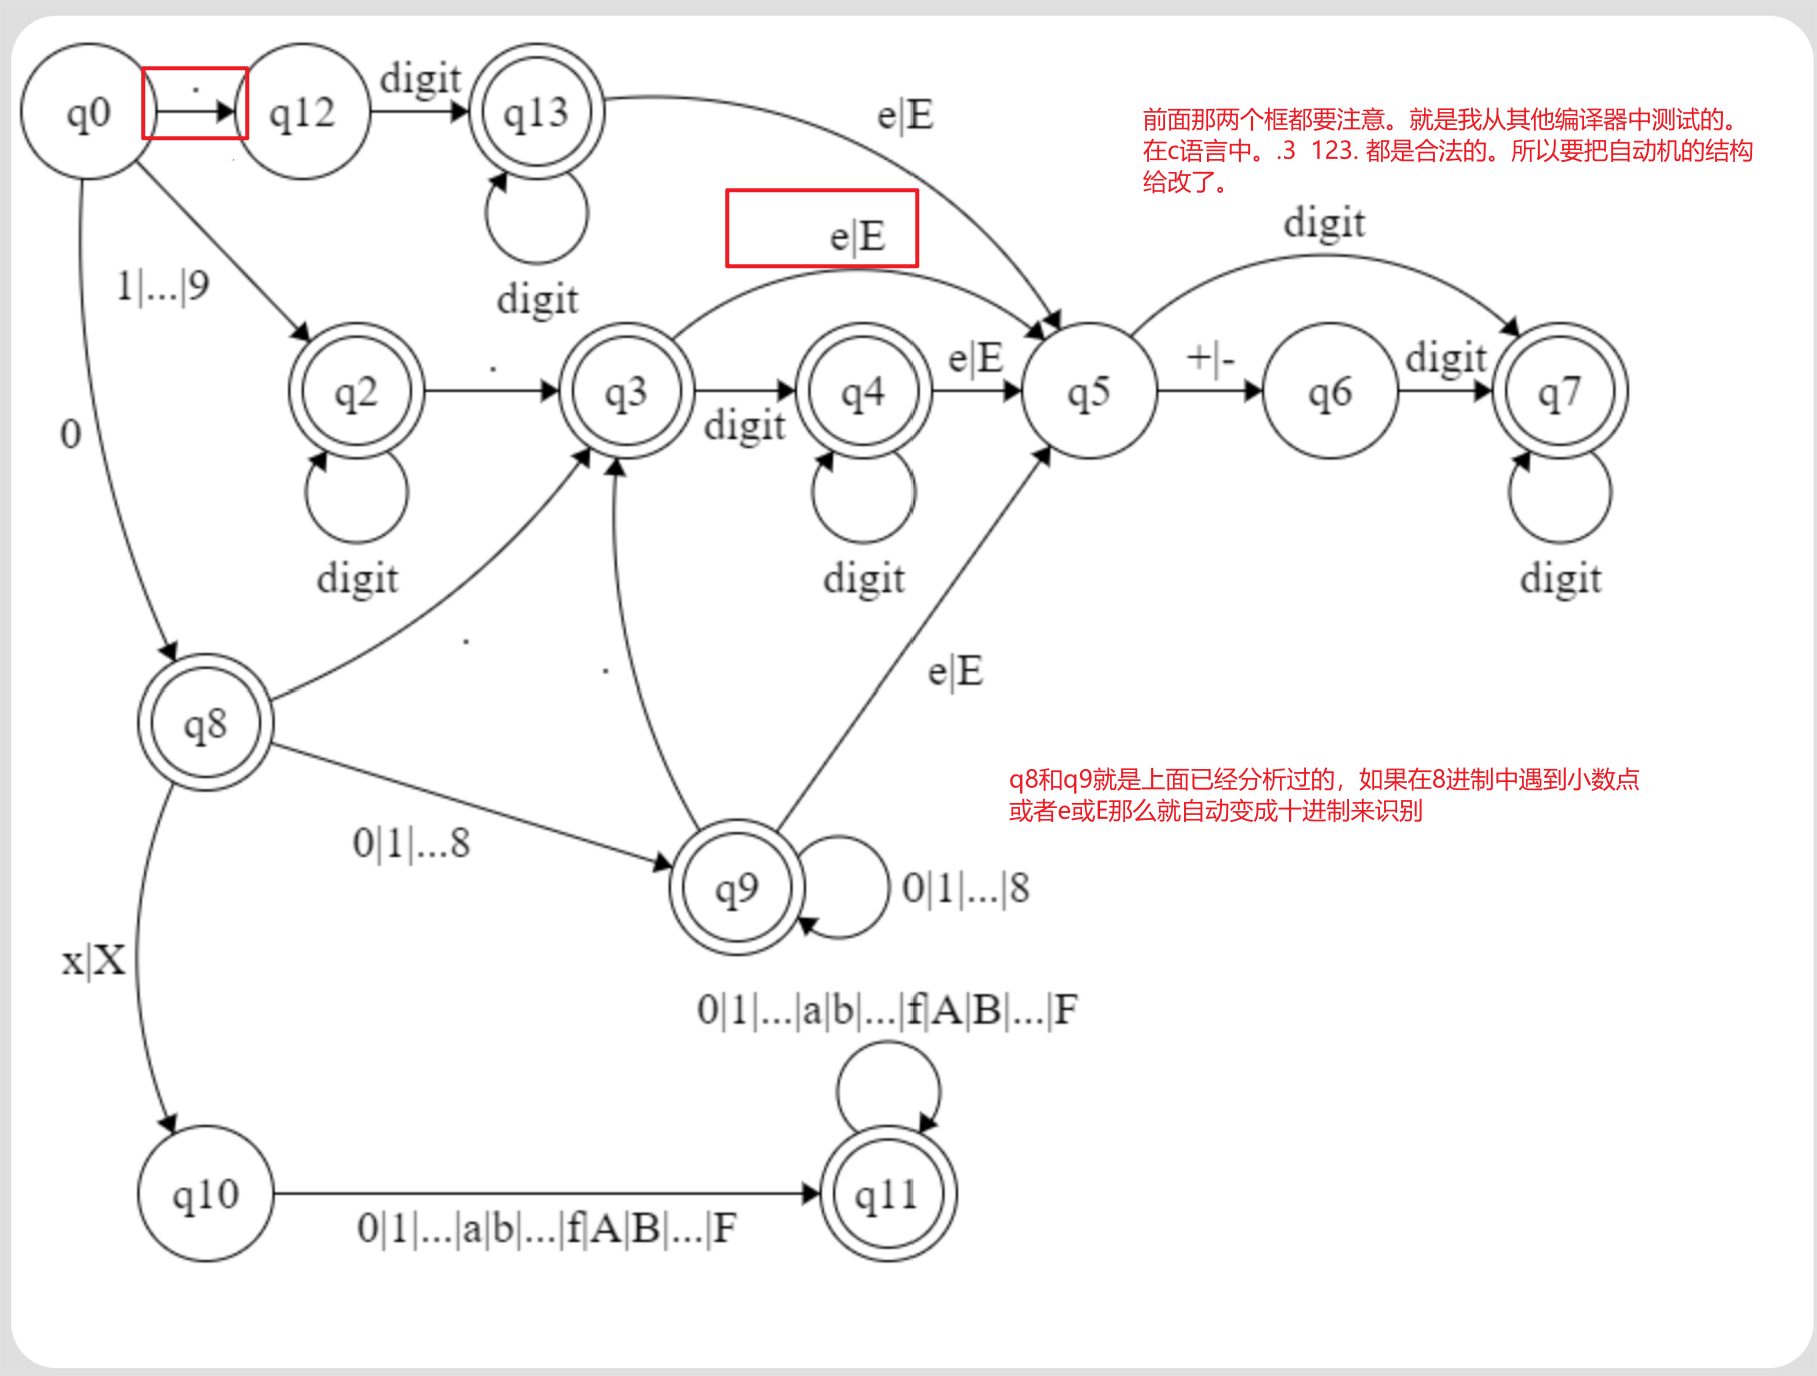 q0
.
q12
digit
q13
e|E
digit
前面那两个框都要注意。就是我从其他编译器中测试的。
在c语言中。.3 123. 都是合法的。所以要把自动机的结构
给改了。
1|...|9
e|E
digit
0
q2
.
q3
digit
q4
e|E
q5
+|-
q6
digit
q7
digit
digit
digit
.
.
e|E
q8
0|1|...8
q9
0|1|...|8
q8和q9就是上面已经分析过的，如果在8进制中遇到小数点
或者e或E那么就自动变成十进制来识别
x|X
0|1|...|a|b|...|f|A|B|...|F
q10
0|1|...|a|b|...|f|A|B|...|F
q11